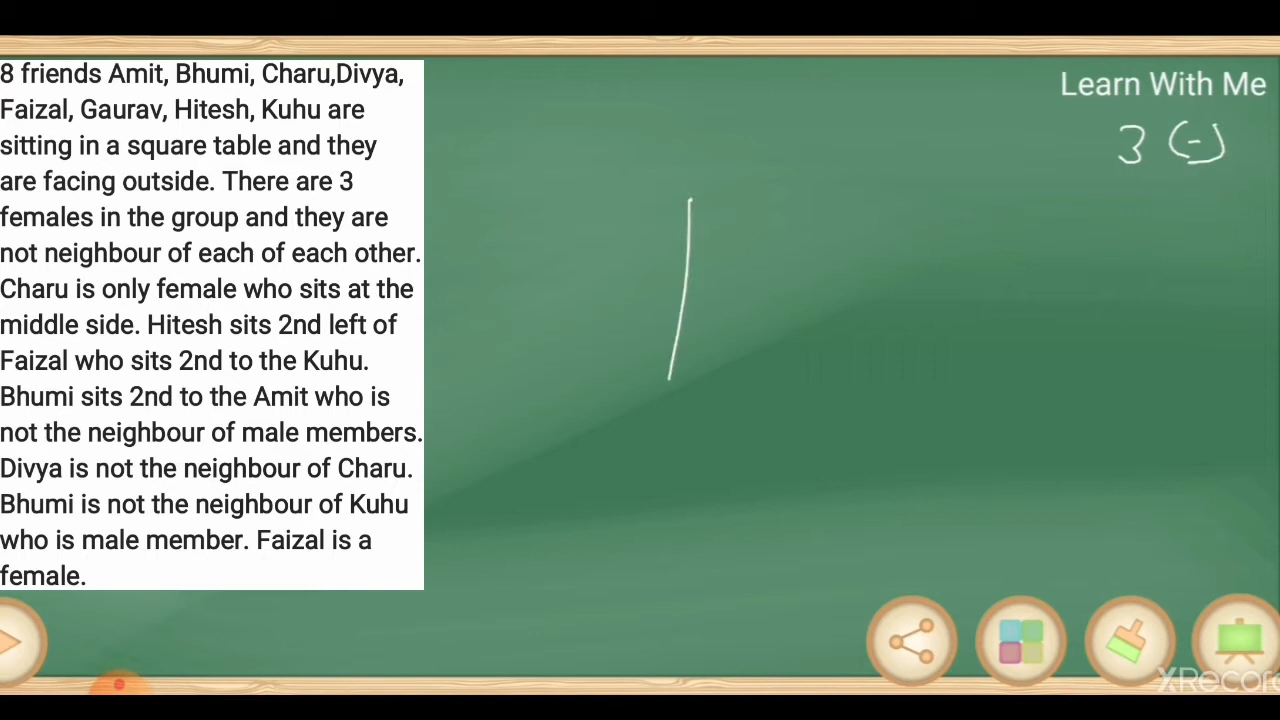 8 friends Amit, Bhumi, Charu,Divya,
Faizal, Gaurav, Hitesh, Kuhu are
sitting in a square table and they
are facing outside. There are 3
females in the group and they are
not neighbour of each of each other.
Charu is only female who sits at the
middle side. Hitesh sits 2nd left of
Faizal who sits 2nd to the Kuhu.
Bhumi sits 2nd to the Amit who is
not the neighbour of male members.
Divya is not the neighbour of Charu.
Bhumi is not the neighbour of Kuhu
who is male member. Faizal is a
female.
Learn With Me
3 (-)
XRecor